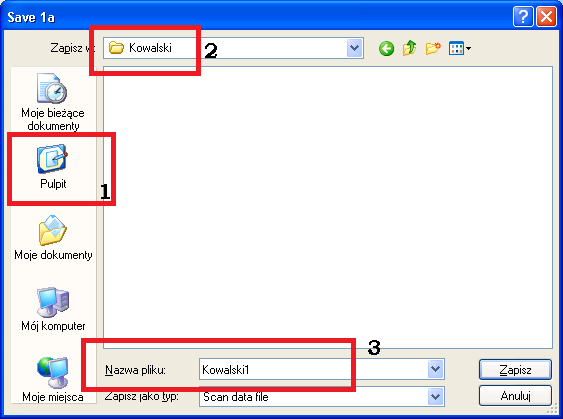 Save 1a
Zapisz w:
Kowalski
2
Moje bieżące
dokumenty
Pulpit
1
Moje dokumenty
Mój komputer
Moje miejsca
3
Nazwa pliku:
Kowalski1
Zapisz
Zapisz jako typ:
Scan data file
Anuluj